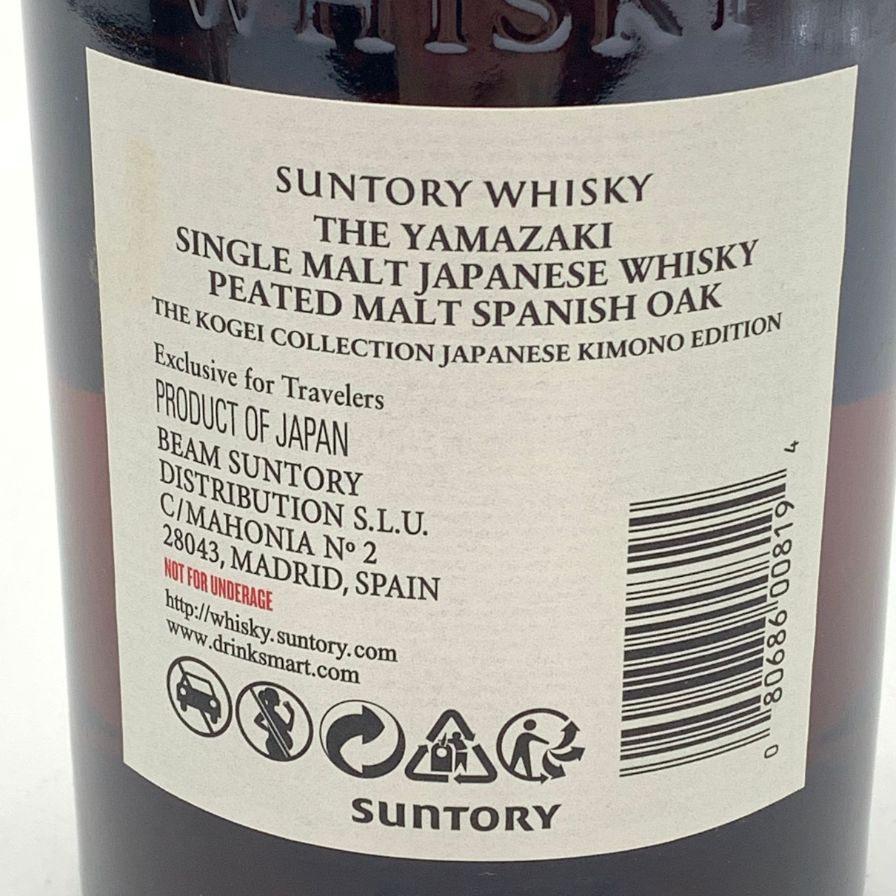 WHISKY
SUNTORY WHISKY
THE YAMAZAKI
SINGLE MALT JAPANESE WHISKY
PEATED MALT SPANISH OAK
THE KOGEI COLLECTION JAPANESE KIMONO EDITION
Exclusive for Travelers
PRODUCT OF JAPAN
BEAM SUNTORY
DISTRIBUTION S.L.U.
C/MAHONIA Nº 2
28043, MADRID, SPAIN
NOT FOR UNDERAGE
http://whisky.suntory.com
www.drinksmart.com
0 80686 00819 4
SUNTORY